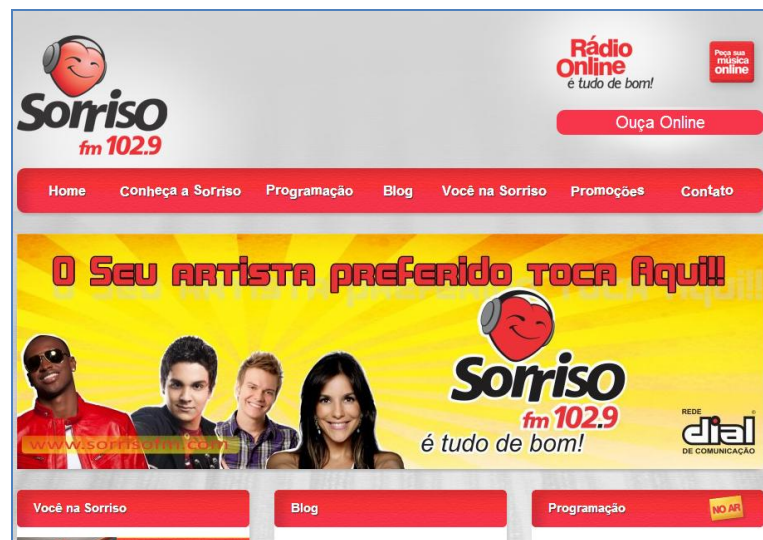 Sorriso
fm 102.9
Rádio
Online
é tudo de bom!
Peça sua
música
online
Ouça Online
Home Conheça a Sorriso Programação Blog Você na Sorriso Promoções Contato
O Seu artista preferido toca Aqui!!
Sorriso
fm 102.9
é tudo de bom!
www.sorrisofm.com
REDE
dial
DE COMUNICAÇÃO
Você na Sorriso
Blog
Programação
NO AR